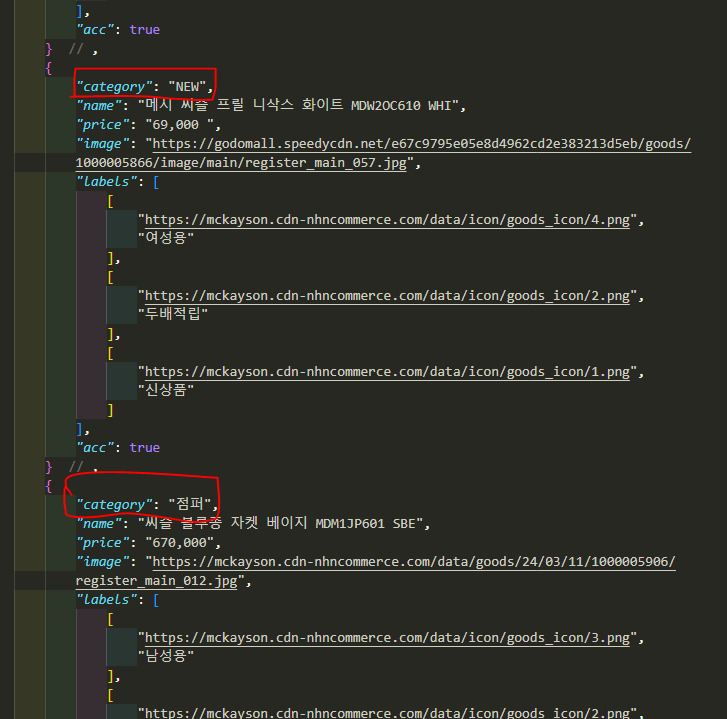 ],
"acc": true
} // ,
{
"category": "NEW",
"name": "메시 씨쓸 프릴 니삭스 화이트 MDW2OC610 WHI",
"price": "69,000 ",
"image": "https://godomall.speedycdn.net/e67c9795e05e8d4962cd2e383213d5eb/goods/
1000005866/image/main/register_main_057.jpg",
"labels": [
[
"https://mckayson.cdn-nhncommerce.com/data/icon/goods_icon/4.png",
"여성용"
],
[
"https://mckayson.cdn-nhncommerce.com/data/icon/goods_icon/2.png",
"두배적립"
],
[
"https://mckayson.cdn-nhncommerce.com/data/icon/goods_icon/1.png",
"신상품"
]
],
"acc": true
} // ,
{
"category": "점퍼",
"name": "씨쓸 블루종 자켓 베이지 MDM1JP601 SBE",
"price": "670,000",
"image": "https://mckayson.cdn-nhncommerce.com/data/goods/24/03/11/1000005906/
register_main_012.jpg",
"labels": [
[
"https://mckayson.cdn-nhncommerce.com/data/icon/goods_icon/3.png",
"남성용"
],
[
"https://mckayson.cdn-nhncommerce.com/data/icon/goods_icon/2.png",